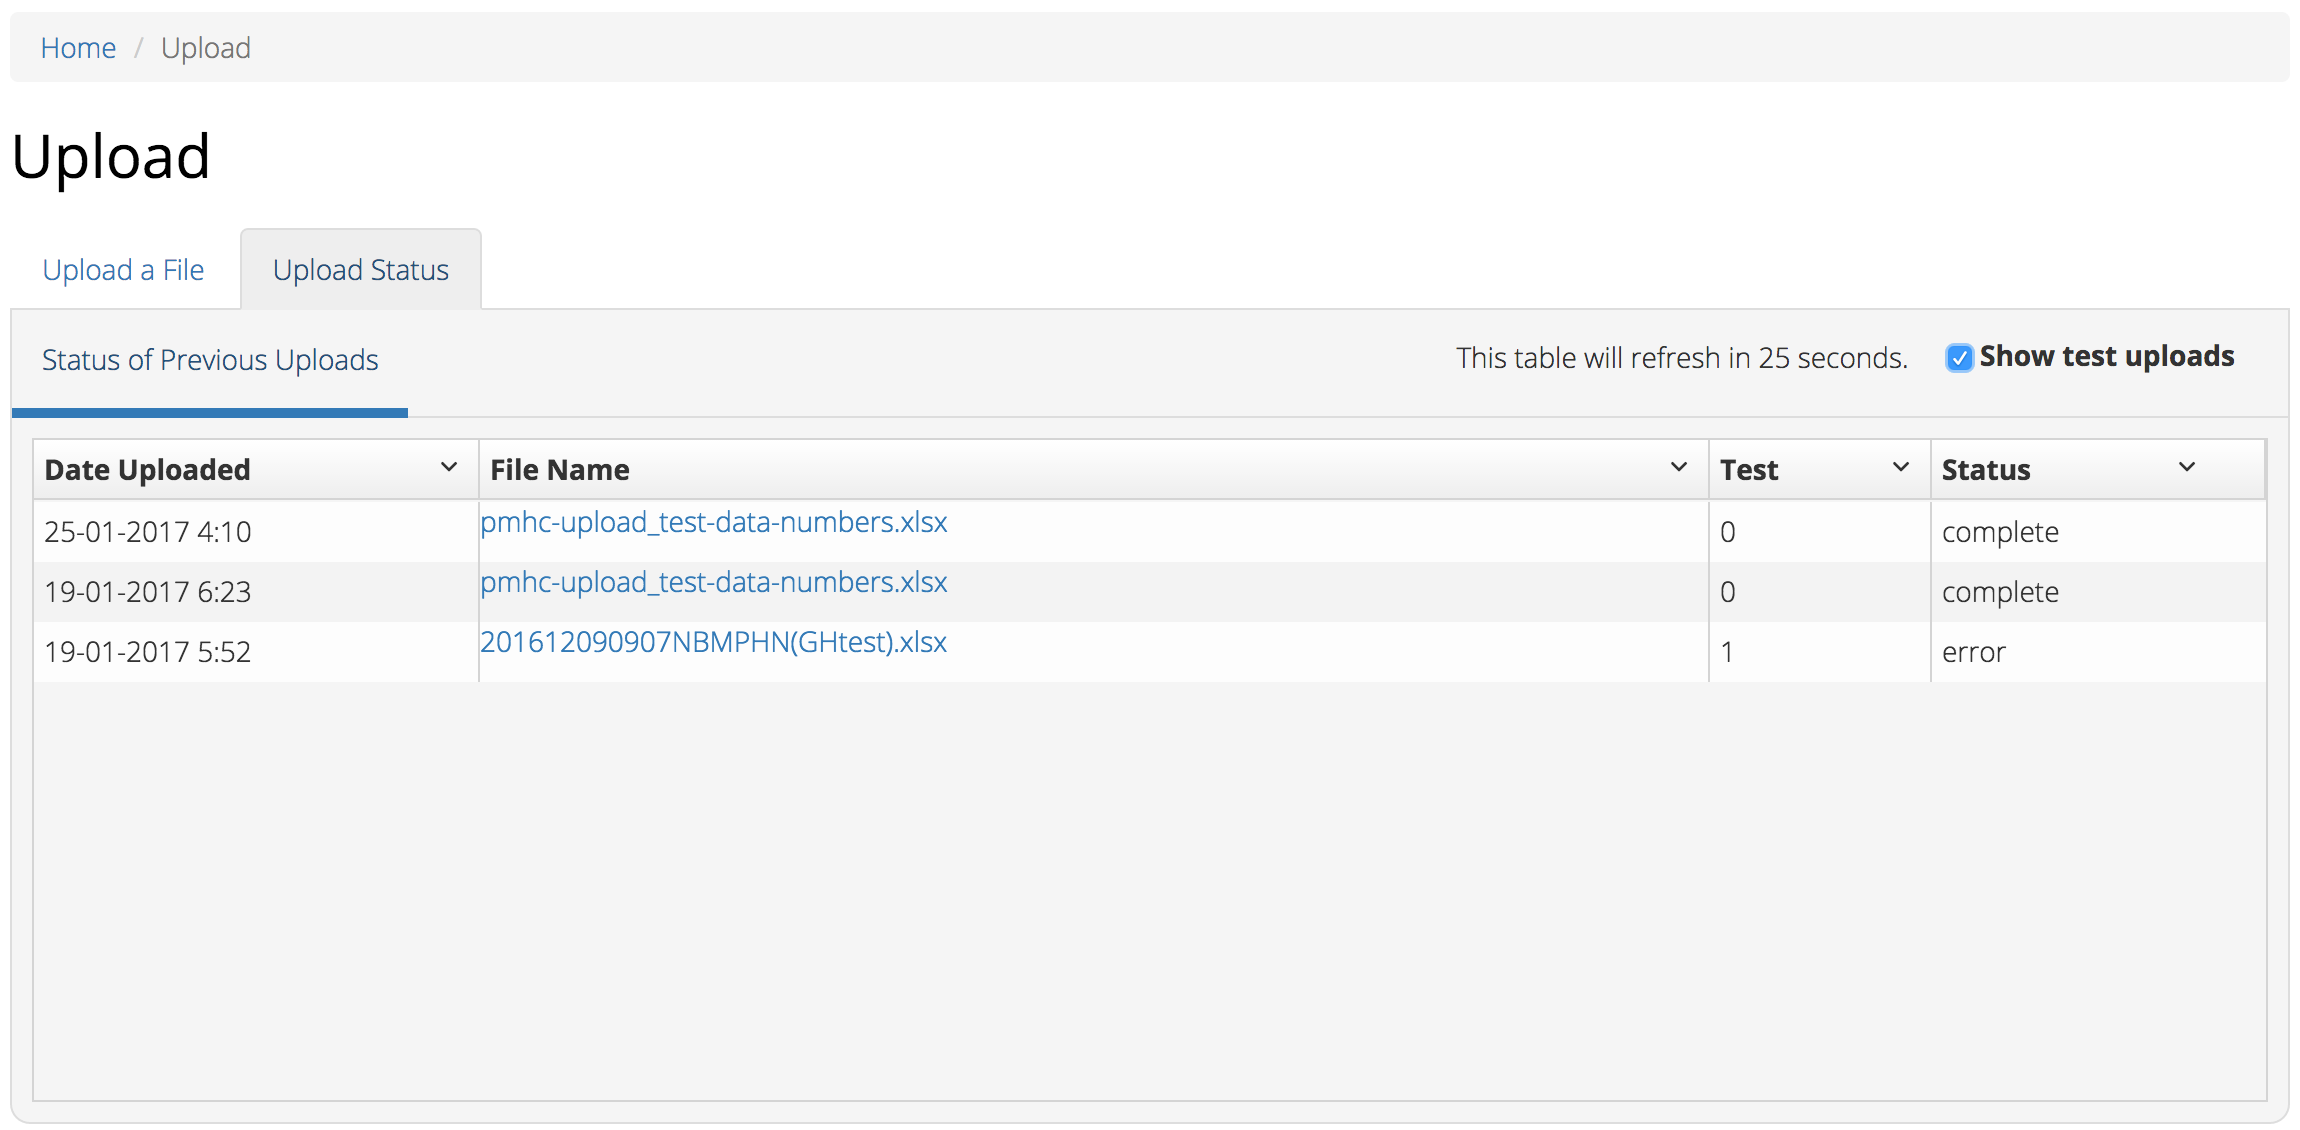 Home / Upload
Upload
Upload a File Upload Status
Status of Previous Uploads This table will refresh in 25 seconds. Show test uploads
Date Uploaded File Name Test Status
25-01-2017 4:10 pmhc-upload_test-data-numbers.xlsx 0 complete
19-01-2017 6:23 pmhc-upload_test-data-numbers.xlsx 0 complete
19-01-2017 5:52 201612090907NBMPHN(GHtest).xlsx 1 error